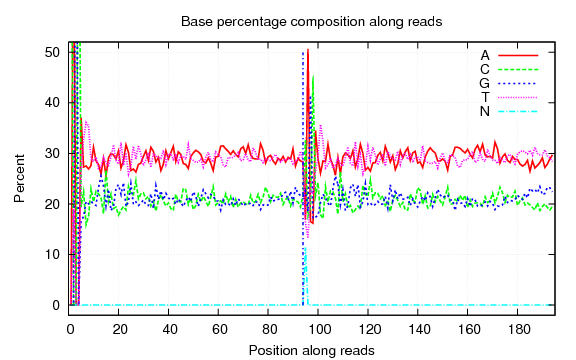 Base percentage composition along reads
Percent
50
40
30
20
10
0
A
C
G
T
N
0 20 40 60 80 100 120 140 160 180
Position along reads